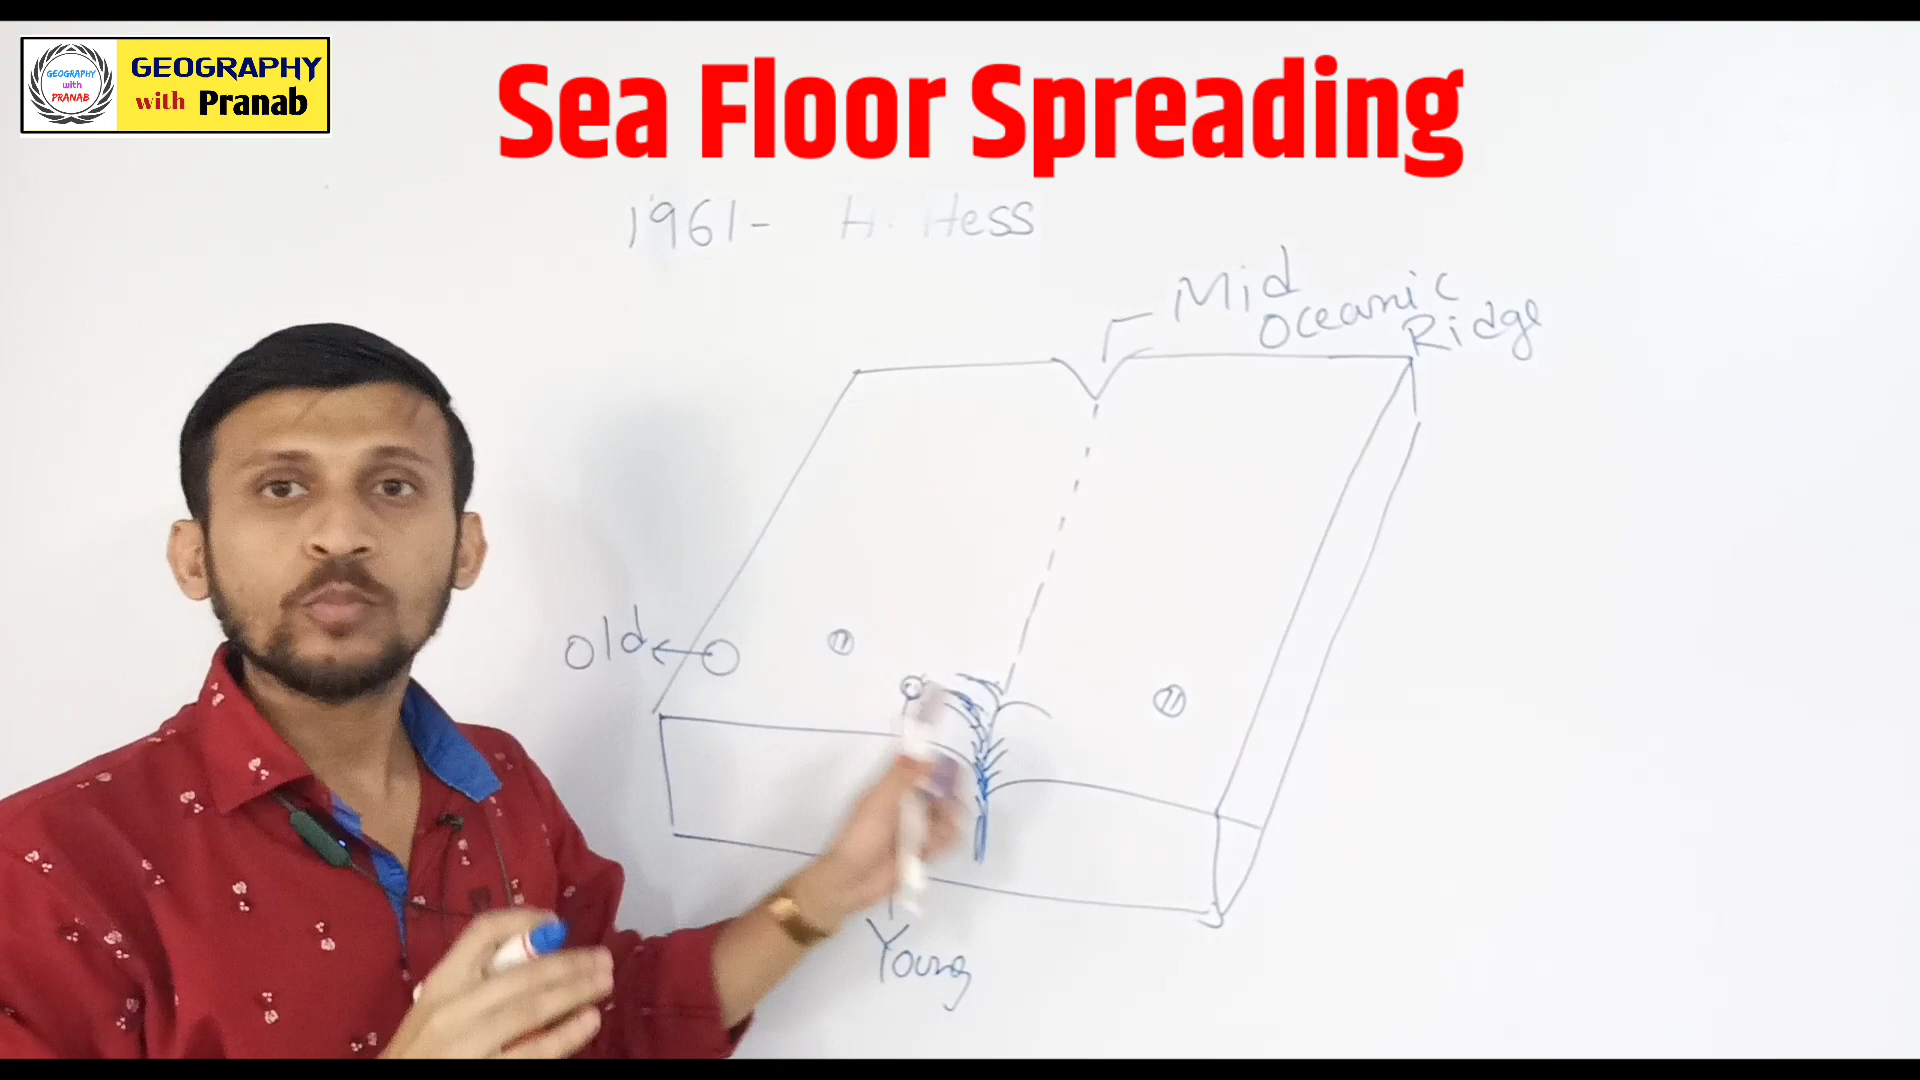 GEOGRAPHY
with
PRANAB
GEOGRAPHY
with Pranab
Sea Floor Spreading
1961- H. Hess
Mid
Oceanic
Ridge
Old
Young